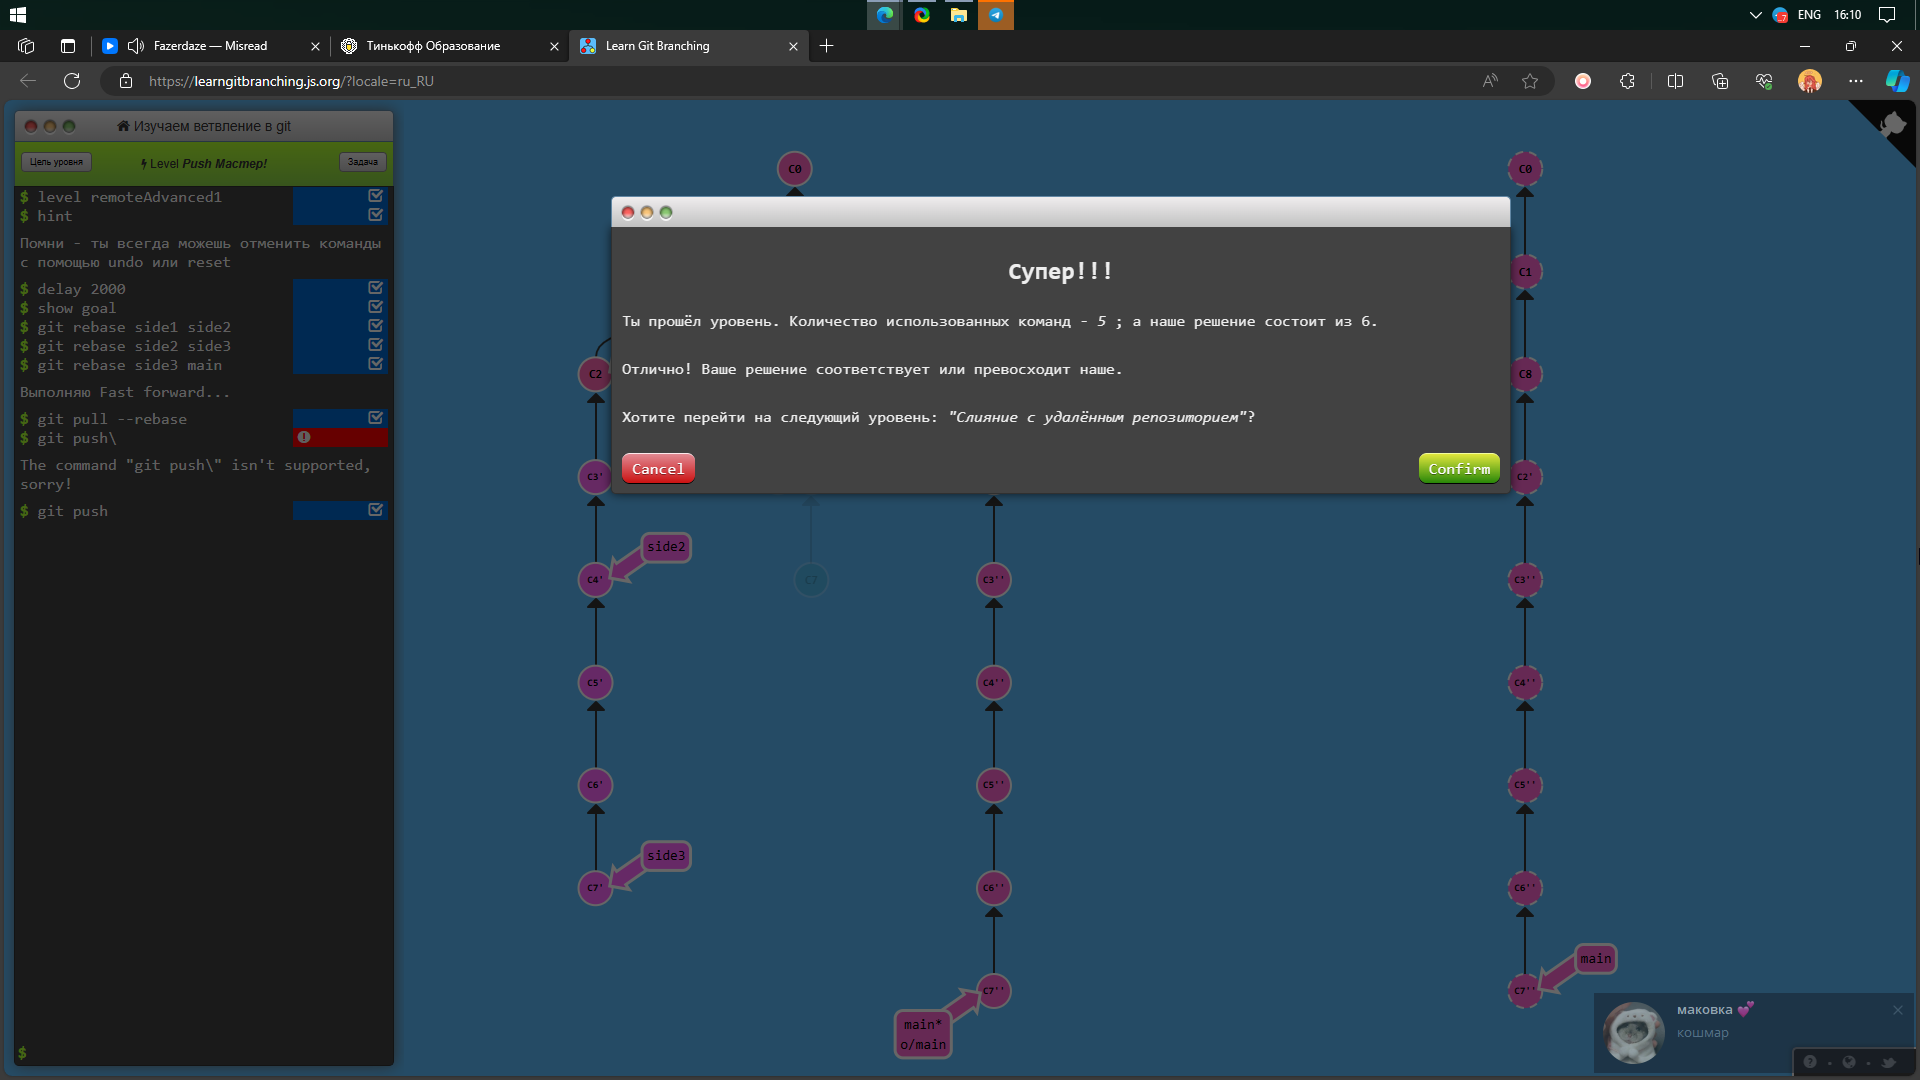 ENG
16:10
Fazerdaze — Misread
Тинькофф Образование
Learn Git Branching
https://learngitbranching.js.org/?locale=ru_RU
Изучаем ветвление в git
Цель уровня
Level Push Мастер!
Задача
$ level remoteAdvanced1
$ hint
Помни - ты всегда можешь отменить команды
с помощью undo или reset
$ delay 2000
$ show goal
$ git rebase side1 side2
$ git rebase side2 side3
$ git rebase side3 main
Выполняю Fast forward...
$ git pull --rebase
$ git push\
The command "git push\" isn't supported,
sorry!
$ git push
$
Супер!!!
Ты прошёл уровень. Количество использованных команд - 5 ; а наше решение состоит из 6.
Отлично! Ваше решение соответствует или превосходит наше.
Хотите перейти на следующий уровень: "Слияние с удалённым репозиторием"?
Cancel
Confirm
C0
C2
C3'
C4'
side2
C5'
C6'
C7'
side3
C7
C3''
C4''
C5''
C6''
C7''
main*
o/main
C0
C1
C8
C2'
C3''
C4''
C5''
C6''
C7''
main
маковка 💕
кошмар